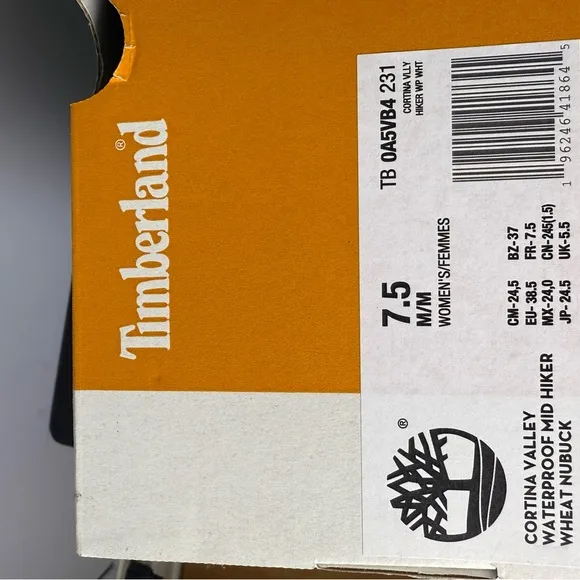 Timberland®
TB 0A5VB4 231
CORTINA VLLY
HIKER WP WHT
1 96246 41864 5
7.5
M/M
WOMEN'S/FEMMES
CM-24,5 BZ-37
EU- 38.5 FR-7.5
MX-24,0 CN-245(1.5)
JP- 24.5 UK-5.5
®
CORTINA VALLEY
WATERPROOF MID HIKER
WHEAT NUBUCK